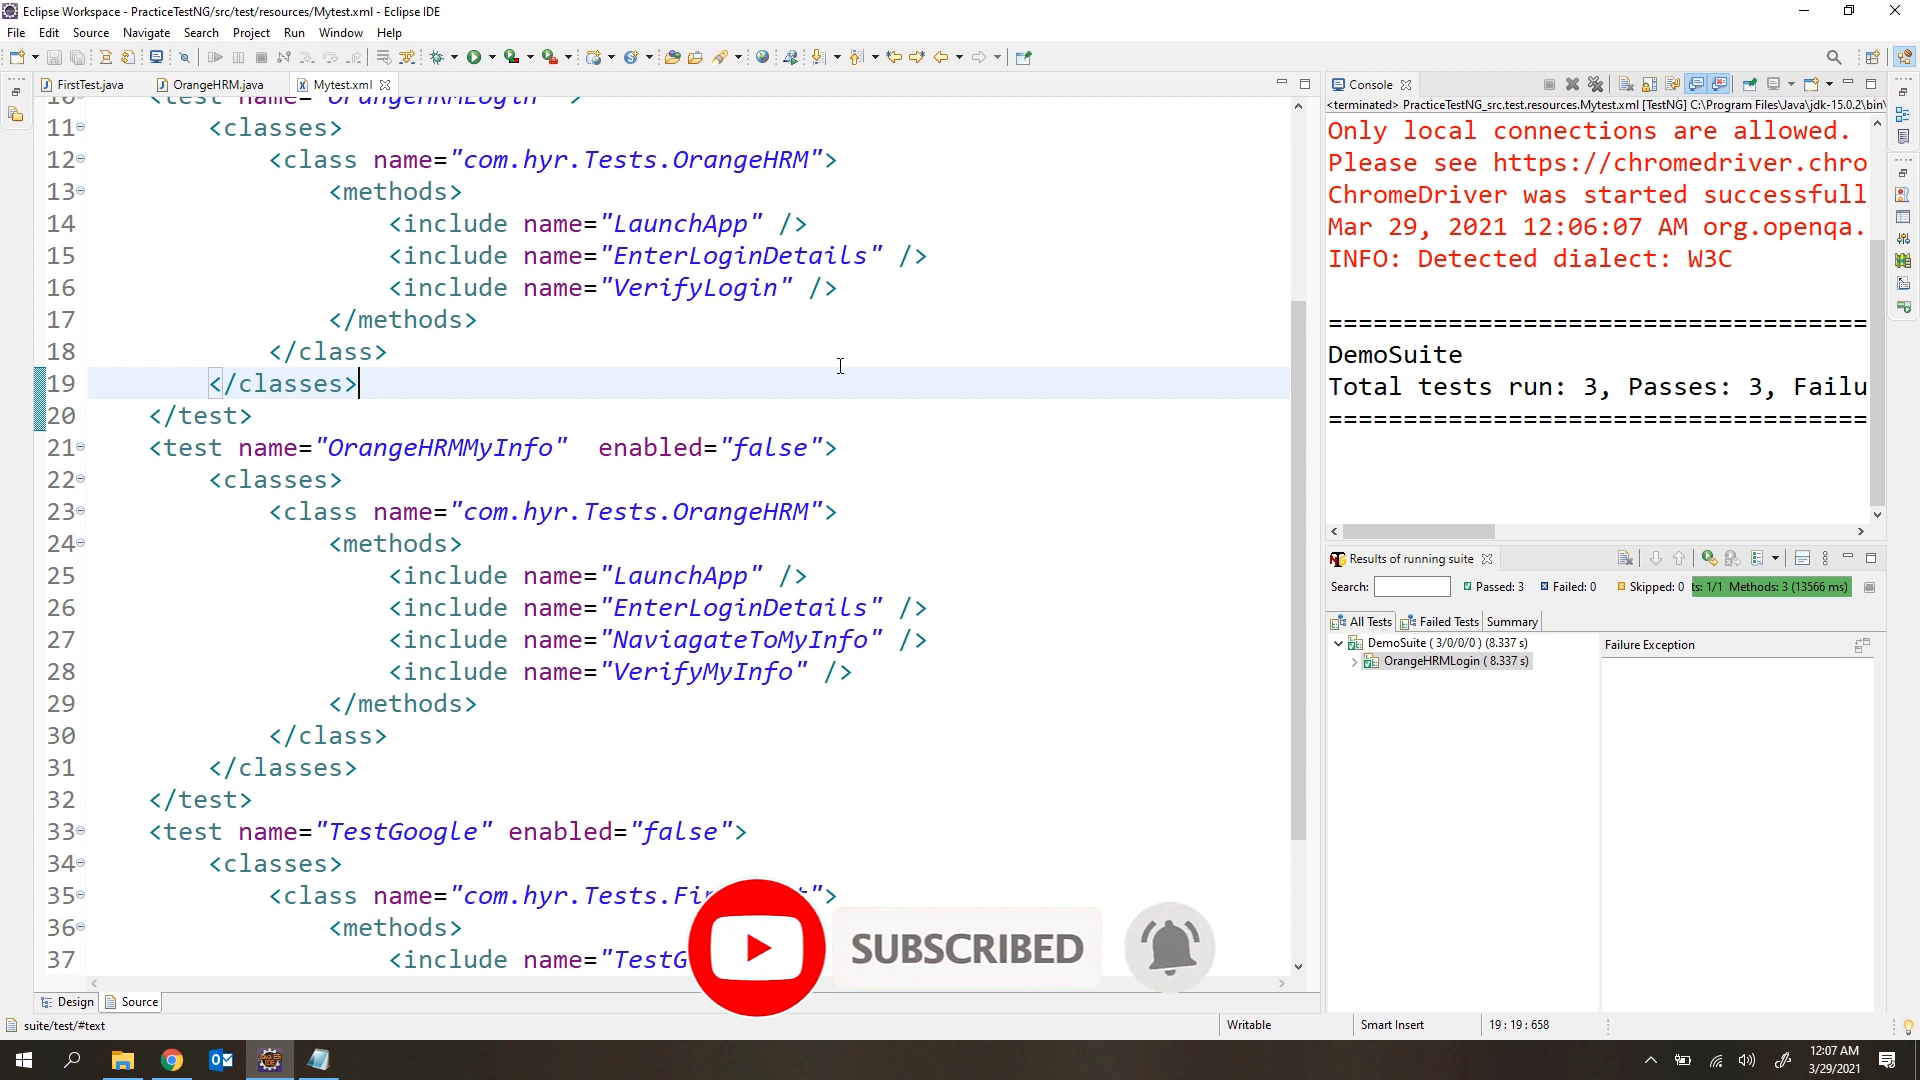 Eclipse Workspace - PracticeTestNG/src/test/resources/Mytest.xml - Eclipse IDE
File Edit Source Navigate Search Project Run Window Help
FirstTest.java OrangeHRM.java Mytest.xml
<test name="OrangeHRMLogin" >
11 <classes>
12 <class name="com.hyr.Tests.OrangeHRM">
13 <methods>
14 <include name="LaunchApp" />
15 <include name="EnterLoginDetails" />
16 <include name="VerifyLogin" />
17 </methods>
18 </class>
19 </classes>
20 </test>
21 <test name="OrangeHRMMyInfo"  enabled="false">
22 <classes>
23 <class name="com.hyr.Tests.OrangeHRM">
24 <methods>
25 <include name="LaunchApp" />
26 <include name="EnterLoginDetails" />
27 <include name="NaviagateToMyInfo" />
28 <include name="VerifyMyInfo" />
29 </methods>
30 </class>
31 </classes>
32 </test>
33 <test name="TestGoogle" enabled="false">
34 <classes>
35 <class name="com.hyr.Tests.Fi ">
36 <methods>
37 <include name="TestG
SUBSCRIBED
Design Source
suite/test/#text
Writable Smart Insert 19 : 19 : 658
Console
<terminated> PracticeTestNG_src.test.resources.Mytest.xml [TestNG] C:\Program Files\Java\jdk-15.0.2\bin\
Only local connections are allowed.
Please see https://chromedriver.chro
ChromeDriver was started successfull
Mar 29, 2021 12:06:07 AM org.openqa.
INFO: Detected dialect: W3C
====================================
DemoSuite
Total tests run: 3, Passes: 3, Failu
====================================
Results of running suite
Search: Passed: 3 Failed: 0 Skipped: 0 ts: 1/1 Methods: 3 (13566 ms)
All Tests Failed Tests Summary
DemoSuite ( 3/0/0/0 ) (8.337 s)
OrangeHRMLogin ( 8.337 s)
Failure Exception
12:07 AM
3/29/2021